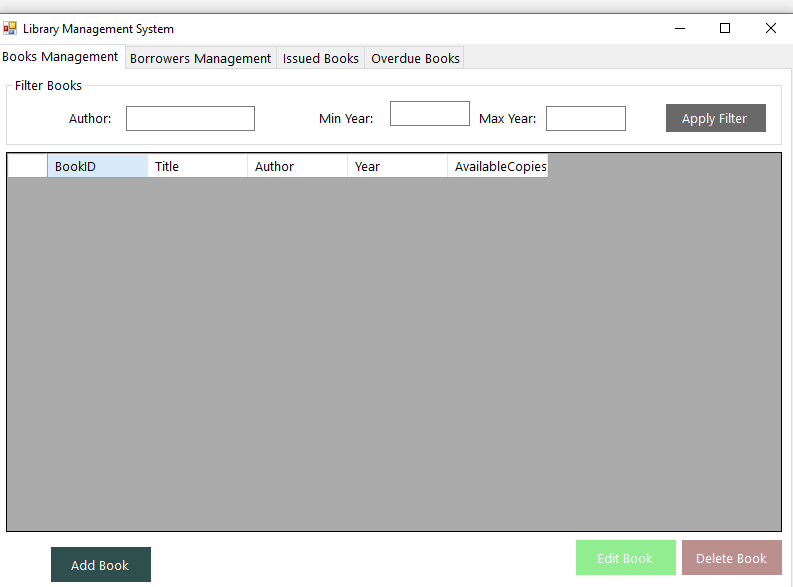 Library Management System
Books Management Borrowers Management Issued Books Overdue Books
Filter Books
Author: Min Year: Max Year: Apply Filter
BookID Title Author Year AvailableCopies
Add Book Edit Book Delete Book